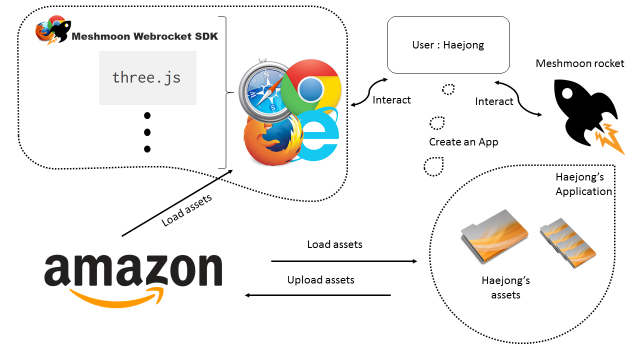 Meshmoon Webrocket SDK
three.js
User : Haejong
Meshmoon rocket
Interact
Interact
Create an App
Load assets
Haejong's
Application
amazon
Load assets
Upload assets
Haejong's
assets